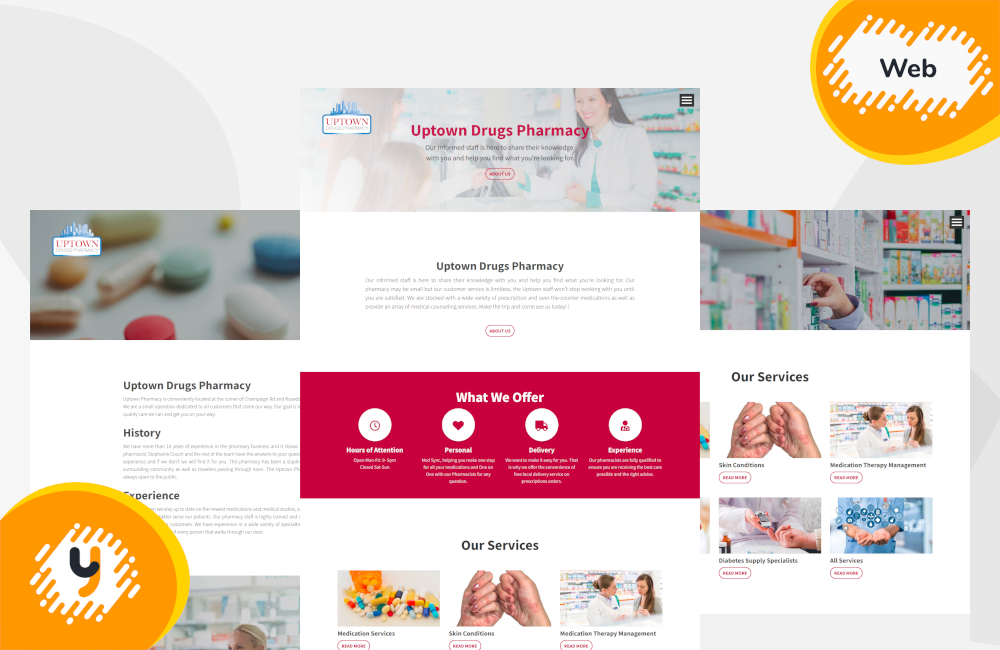 Web
UPTOWN
DRUGS PHARMACY
Uptown Drugs Pharmacy
Our informed staff is here to share their knowledge
with you and help you find what you're looking for.
ABOUT US
Uptown Drugs Pharmacy
Our informed staff is here to share their knowledge with you and help you find what you're looking for. Our
pharmacy may be small but our customer service is limitless, the Uptown staff won't stop working with you until
you are satisfied. We are stocked with a wide variety of prescription and over-the-counter medications as well as
provide an array of medical counseling services. Make the trip and come see us today!!
ABOUT US
What We Offer
Hours of Attention
Open Mon-Fri: 9- 5pm
Closed Sat-Sun
Personal
Med Sync, helping you make one stop
for all your medications and One on
One with our Pharmacists for any
question.
Delivery
We want to make it easy for you. That
is why we offer the convenience of
free local delivery service on
prescriptions orders.
Experience
Our pharmacists are fully qualified to
ensure you are receiving the best care
possible and the right advice.
Our Services
Medication Services
READ MORE
Skin Conditions
READ MORE
Medication Therapy Management
READ MORE
UPTOWN
DRUGS PHARMACY
Uptown Drugs Pharmacy
Uptown Pharmacy is conveniently located at the corner of Champaign Rd and
We are a small operation dedicated to all customers that come our way. Our goal is
quality care we can and get you on your way.
History
We have more than 14 years of experience in the pharmacy business and it shows.
pharmacist Stephanie Couch and the rest of the team have the answers to your
experience and if we don't we will find it for you. This pharmacy has been a
surrounding community as well as travelers passing through town. The Uptown
always open to the public.
Experience
we stay up to date on the newest medications and medical studies,
better serve our patients. Our pharmacy staff is highly trained and
customers. We have experience in a wide variety of
every person that walks through our door.
Our Services
Skin Conditions
READ MORE
Medication Therapy Management
READ MORE
Diabetes Supply Specialists
READ MORE
All Services
READ MORE
y